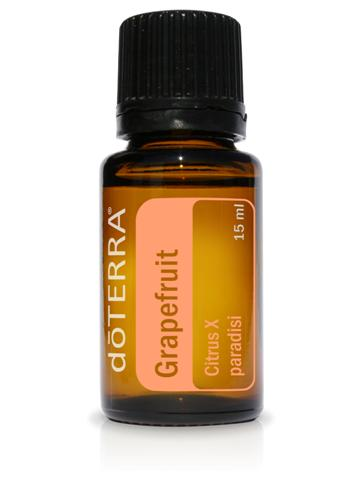 dōTERRA®
Grapefruit
Citrus X
paradisi
15 ml